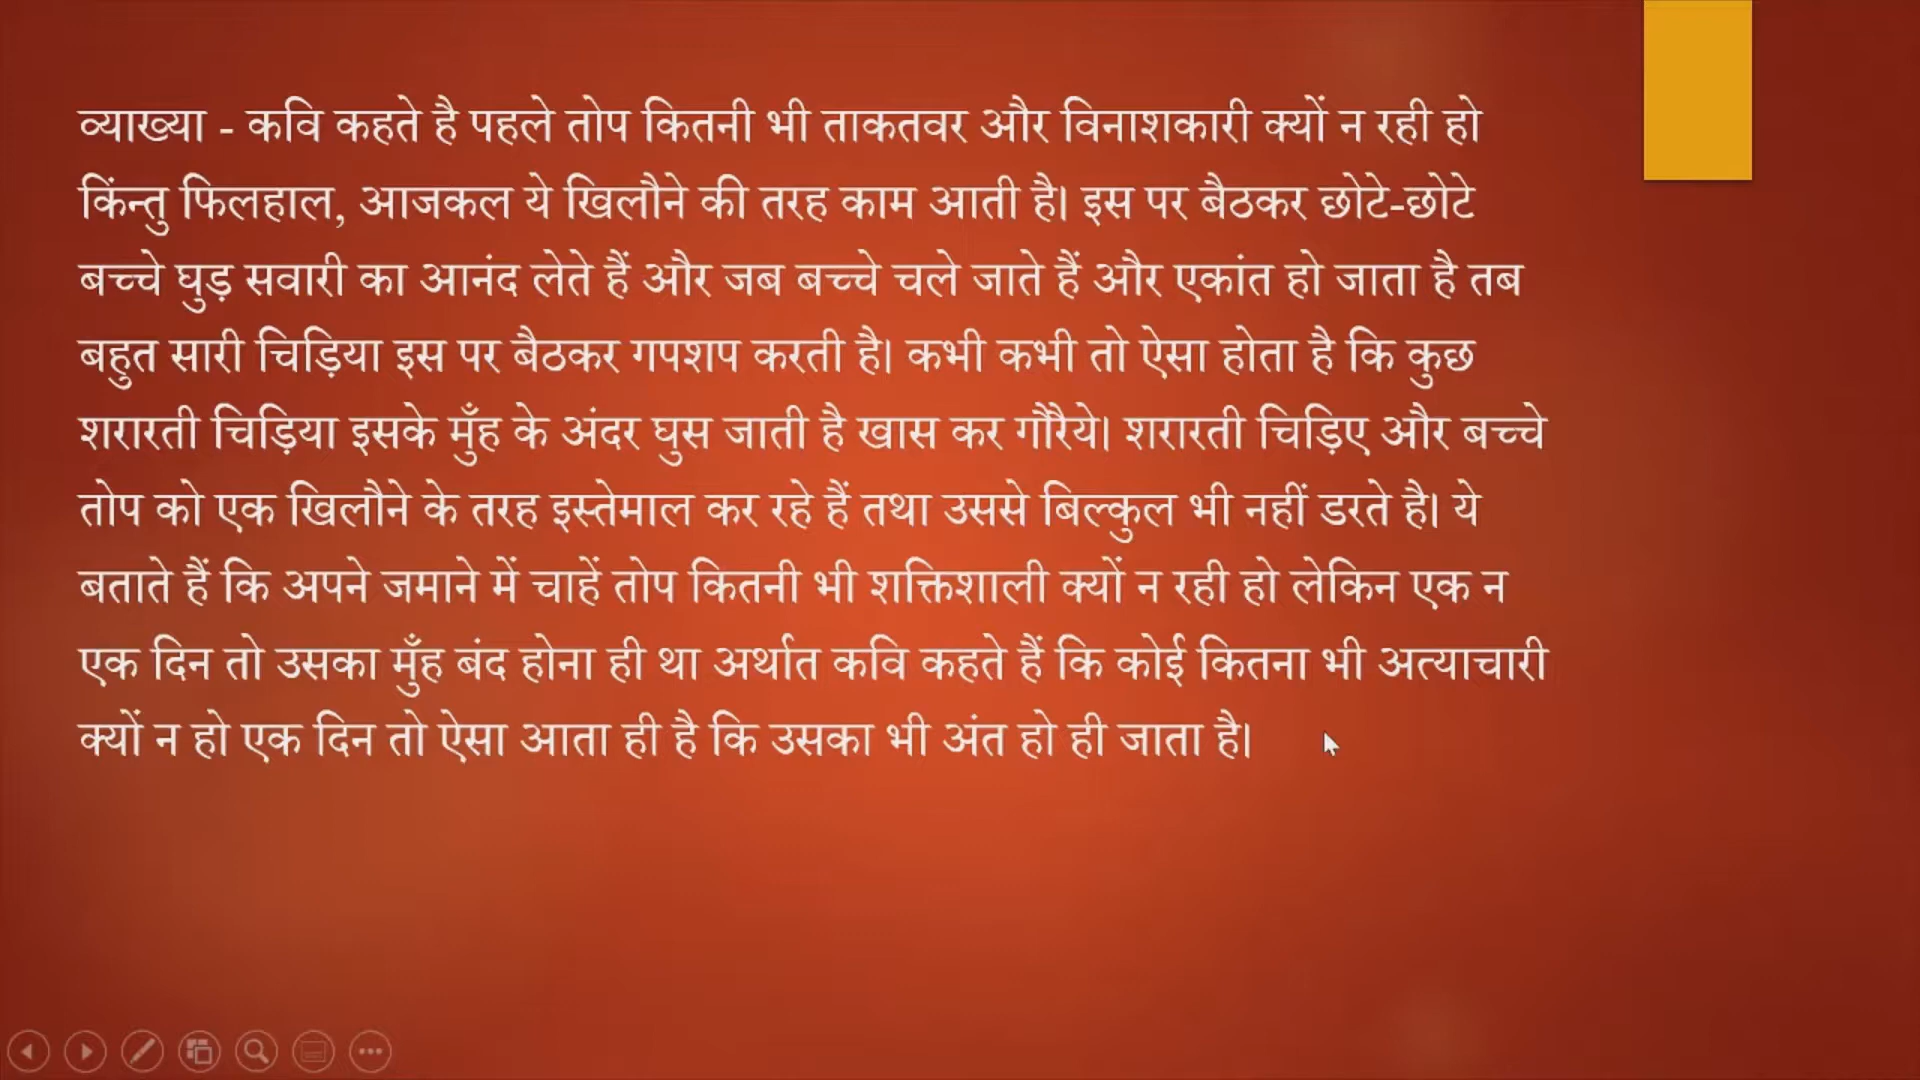 व्याख्या - कवि कहते है पहले तोप कितनी भी ताकतवर और विनाशकारी क्यों न रही हो
किंन्तु फिलहाल, आजकल ये खिलौने की तरह काम आती है। इस पर बैठकर छोटे-छोटे
बच्चे घुड़ सवारी का आनंद लेते हैं और जब बच्चे चले जाते हैं और एकांत हो जाता है तब
बहुत सारी चिड़िया इस पर बैठकर गपशप करती है। कभी कभी तो ऐसा होता है कि कुछ
शरारती चिड़िया इसके मुँह के अंदर घुस जाती है खास कर गौरैये। शरारती चिड़िए और बच्चे
तोप को एक खिलौने के तरह इस्तेमाल कर रहे हैं तथा उससे बिल्कुल भी नहीं डरते है। ये
बताते हैं कि अपने जमाने में चाहें तोप कितनी भी शक्तिशाली क्यों न रही हो लेकिन एक न
एक दिन तो उसका मुँह बंद होना ही था अर्थात कवि कहते हैं कि कोई कितना भी अत्याचारी
क्यों न हो एक दिन तो ऐसा आता ही है कि उसका भी अंत हो ही जाता है।